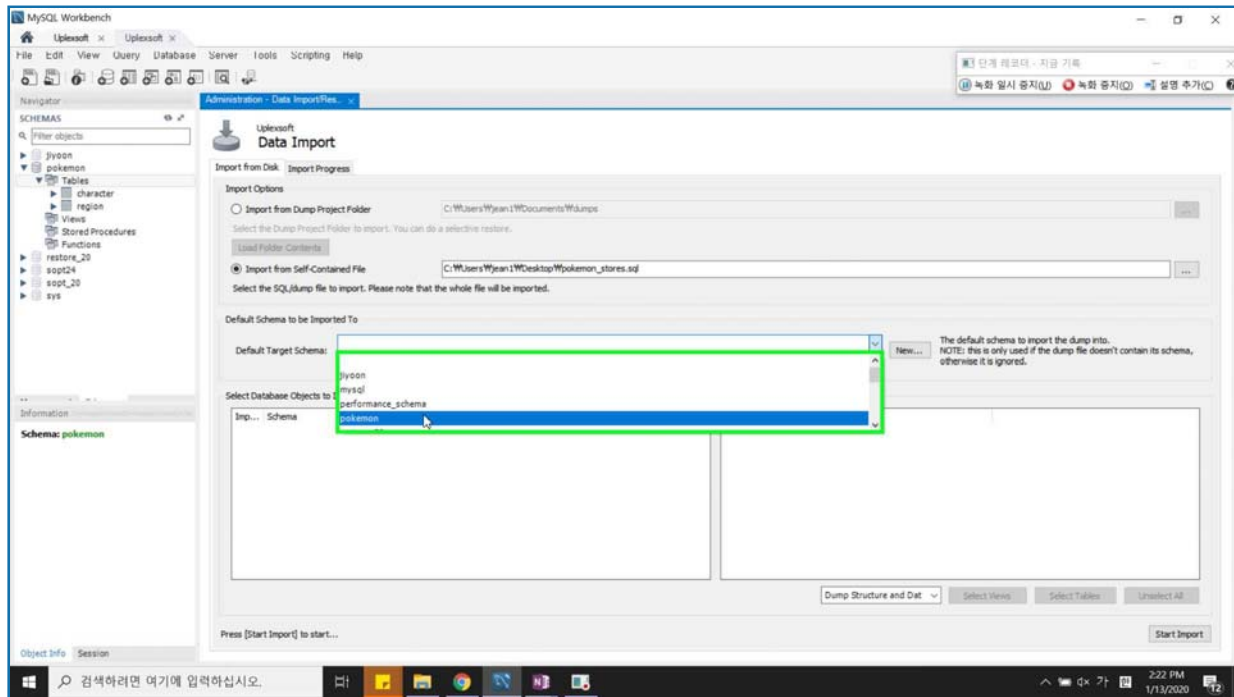 MySQL Workbench
Uplexsoft × Uplexsoft ×
File Edit View Query Database Server Tools Scripting Help
단계 레코더 - 지금 기록
녹화 일시 중지(U) 녹화 중지(O) 설명 추가(C)
Navigator
Administration - Data Import/Res... ×
SCHEMAS
Filter objects
jiyoon
pokemon
Tables
character
region
Views
Stored Procedures
Functions
restore_20
sopt24
sopt_20
sys
Information
Schema: pokemon
Object Info Session
Uplexsoft
Data Import
Import from Disk Import Progress
Import Options
Import from Dump Project Folder C:₩Users₩jean1₩Documents₩dumps ...
Select the Dump Project Folder to import. You can do a selective restore.
Load Folder Contents
Import from Self-Contained File C:₩Users₩jean1₩Desktop₩pokemon_stores.sql ...
Select the SQL/dump file to import. Please note that the whole file will be imported.
Default Schema to be Imported To
Default Target Schema: New...
The default schema to import the dump into.
NOTE: this is only used if the dump file doesn't contain its schema,
otherwise it is ignored.
jiyoon
mysql
performance_schema
pokemon
Select Database Objects to
Imp... Schema
Dump Structure and Dat Select Views Select Tables Unselect All
Press [Start Import] to start...
Start Import
검색하려면 여기에 입력하십시오.
가
2:22 PM
1/13/2020
12